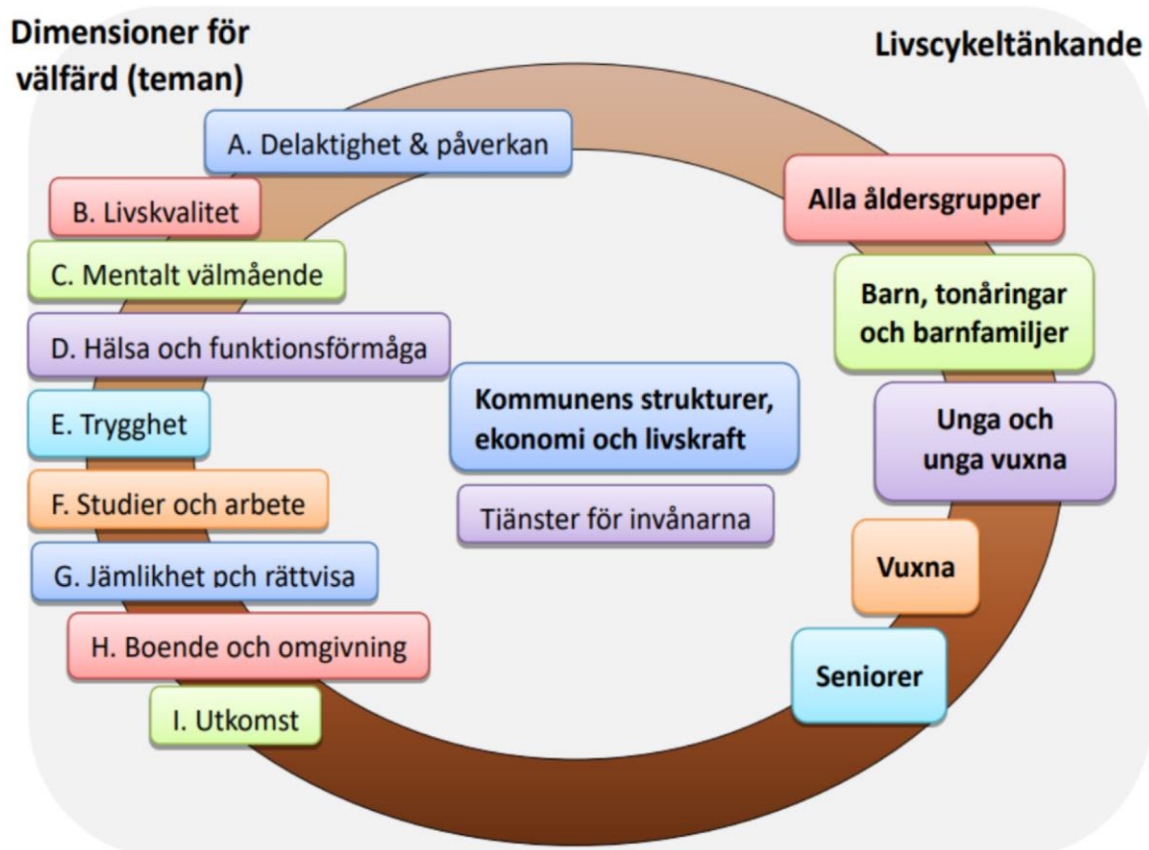 Dimensioner för
välfärd (teman)
A. Delaktighet & påverkan
B. Livskvalitet
C. Mentalt välmående
D. Hälsa och funktionsförmåga
E. Trygghet
F. Studier och arbete
G. Jämlikhet pch rättvisa
H. Boende och omgivning
I. Utkomst
Kommunens strukturer,
ekonomi och livskraft
Tjänster för invånarna
Livscykeltänkande
Alla åldersgrupper
Barn, tonåringar
och barnfamiljer
Unga och
unga vuxna
Vuxna
Seniorer